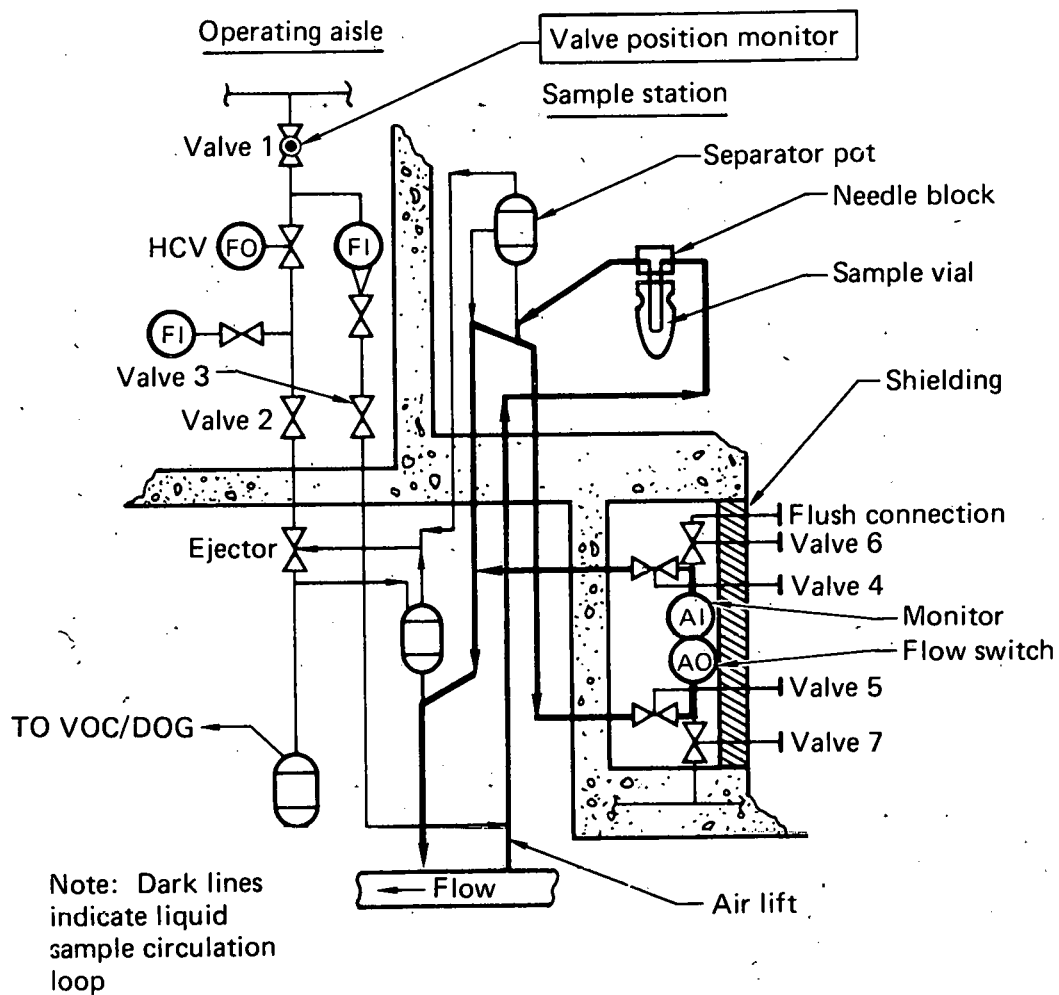 Operating aisle
Valve position monitor
Sample station
Valve 1
Separator pot
Needle block
HCV
FO
FI
Sample vial
FI
Valve 3
Shielding
Valve 2
Flush connection
Valve 6
Ejector
Valve 4
AI
Monitor
AO
Flow switch
Valve 5
TO VOC/DOG
Valve 7
Flow
Note: Dark lines
indicate liquid
sample circulation
loop
Air lift